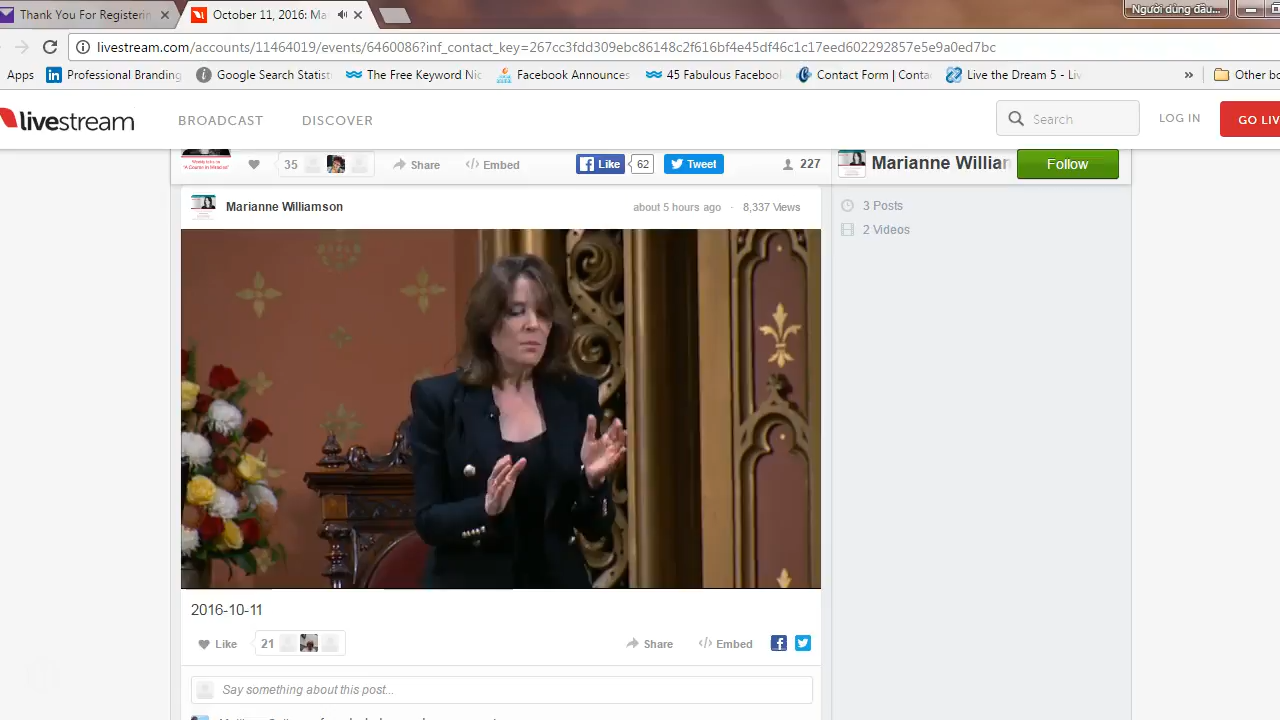 Thank You For Registerin
October 11, 2016: Ma
Người dùng đầu...
livestream.com/accounts/11464019/events/6460086?inf_contact_key=267cc3fdd309ebc86148c2f616f4e45df46c1c17eed602292857e5e9a0ed7bc
Apps
Professional Branding
Google Search Statist
The Free Keyword Nic
Facebook Announces
45 Fabulous Facebook
Contact Form | Conta
Live the Dream 5 - Liv
»
Other bo
livestream
BROADCAST
DISCOVER
Search
LOG IN
GO LIV
35
Share
Embed
Like
62
Tweet
227
Marianne Willian
Follow
Marianne Williamson
about 5 hours ago · 8,337 Views
3 Posts
2 Videos
2016-10-11
Like
21
Share
Embed
Say something about this post...